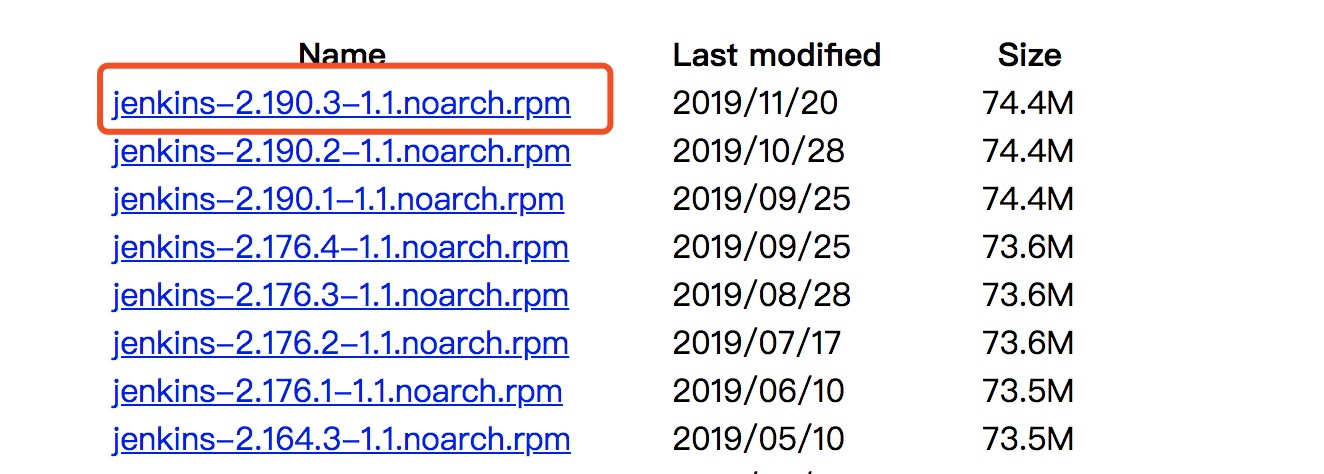 Name Last modified Size
jenkins-2.190.3-1.1.noarch.rpm 2019/11/20 74.4M
jenkins-2.190.2-1.1.noarch.rpm 2019/10/28 74.4M
jenkins-2.190.1-1.1.noarch.rpm 2019/09/25 74.4M
jenkins-2.176.4-1.1.noarch.rpm 2019/09/25 73.6M
jenkins-2.176.3-1.1.noarch.rpm 2019/08/28 73.6M
jenkins-2.176.2-1.1.noarch.rpm 2019/07/17 73.6M
jenkins-2.176.1-1.1.noarch.rpm 2019/06/10 73.5M
jenkins-2.164.3-1.1.noarch.rpm 2019/05/10 73.5M